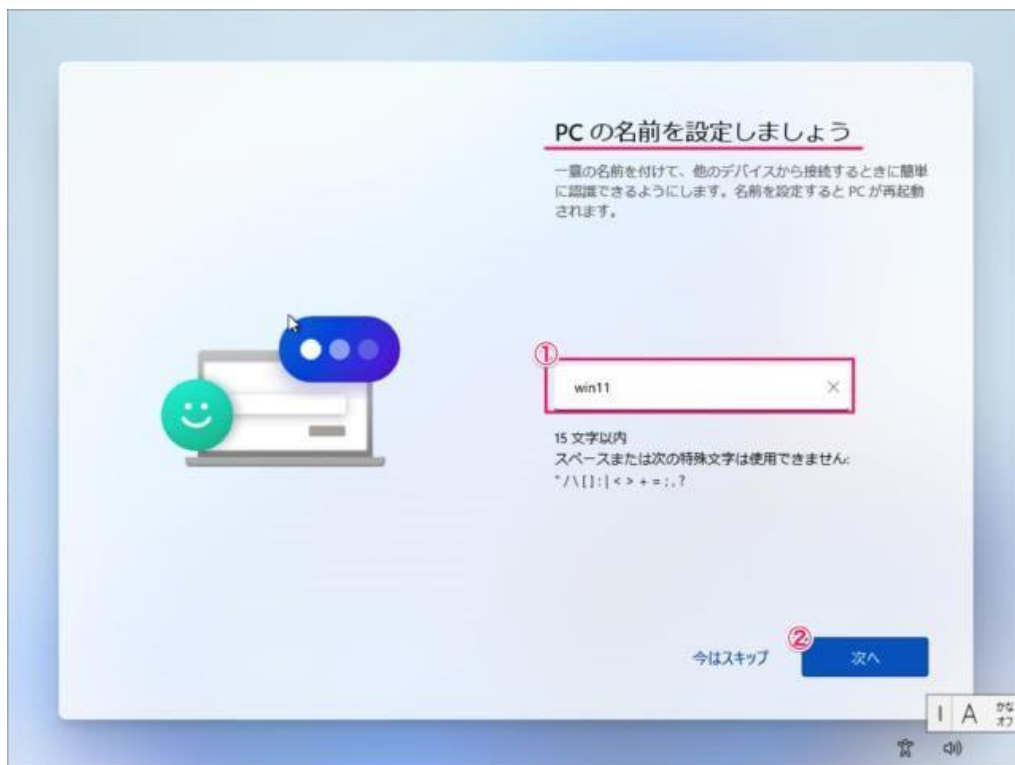 PC の名前を設定しましょう
一意の名前を付けて、他のデバイスから接続するときに簡単
に認識できるようにします。名前を設定すると PC が再起動
されます。
①
win11
15 文字以内
スペースまたは次の特殊文字は使用できません:
" / \ [ ] : | < > + = ; , ?
②
今はスキップ
次へ
A
かな
オフ